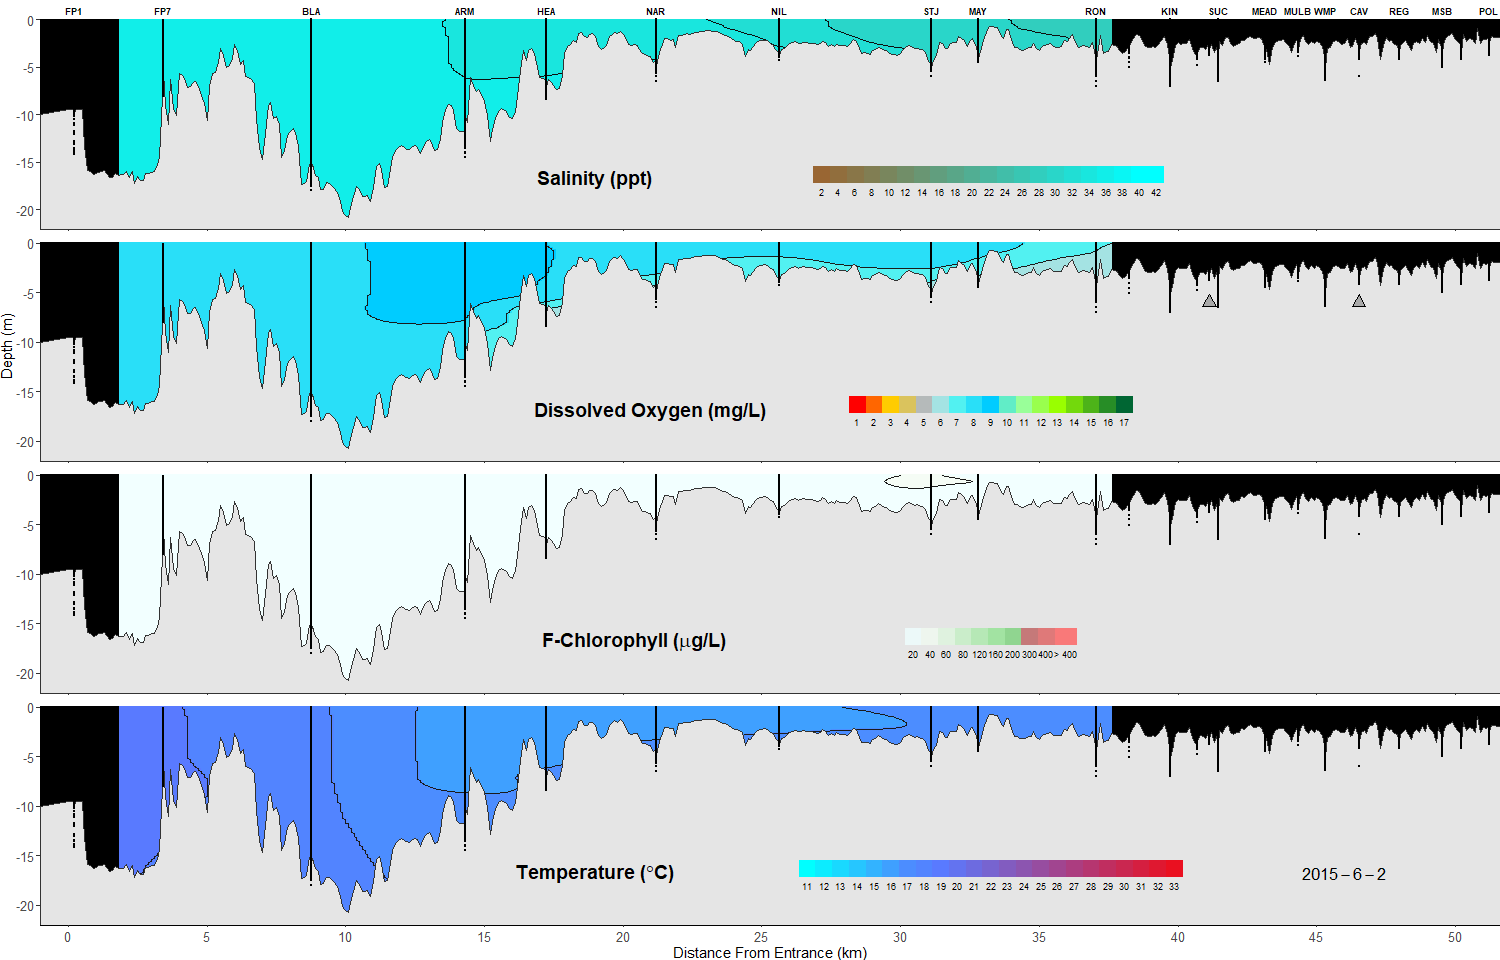 FP1 FP7 BLA ARM HEA NAR NIL STJ MAY RON KIN SUC MEAD MULB WMP CAV REG MSB POL
0
-5
-10
-15
-20
Salinity (ppt)
2 4 6 8 10 12 14 16 18 20 22 24 26 28 30 32 34 36 38 40 42
0
-5
-10
-15
-20
Dissolved Oxygen (mg/L)
1 2 3 4 5 6 7 8 9 10 11 12 13 14 15 16 17
Depth (m)
0
-5
-10
-15
-20
F-Chlorophyll (μg/L)
20 40 60 80 120 160 200 300 400 > 400
0
-5
-10
-15
-20
Temperature (°C)
11 12 13 14 15 16 17 18 19 20 21 22 23 24 25 26 27 28 29 30 31 32 33
2015-6-2
0 5 10 15 20 25 30 35 40 45 50
Distance From Entrance (km)